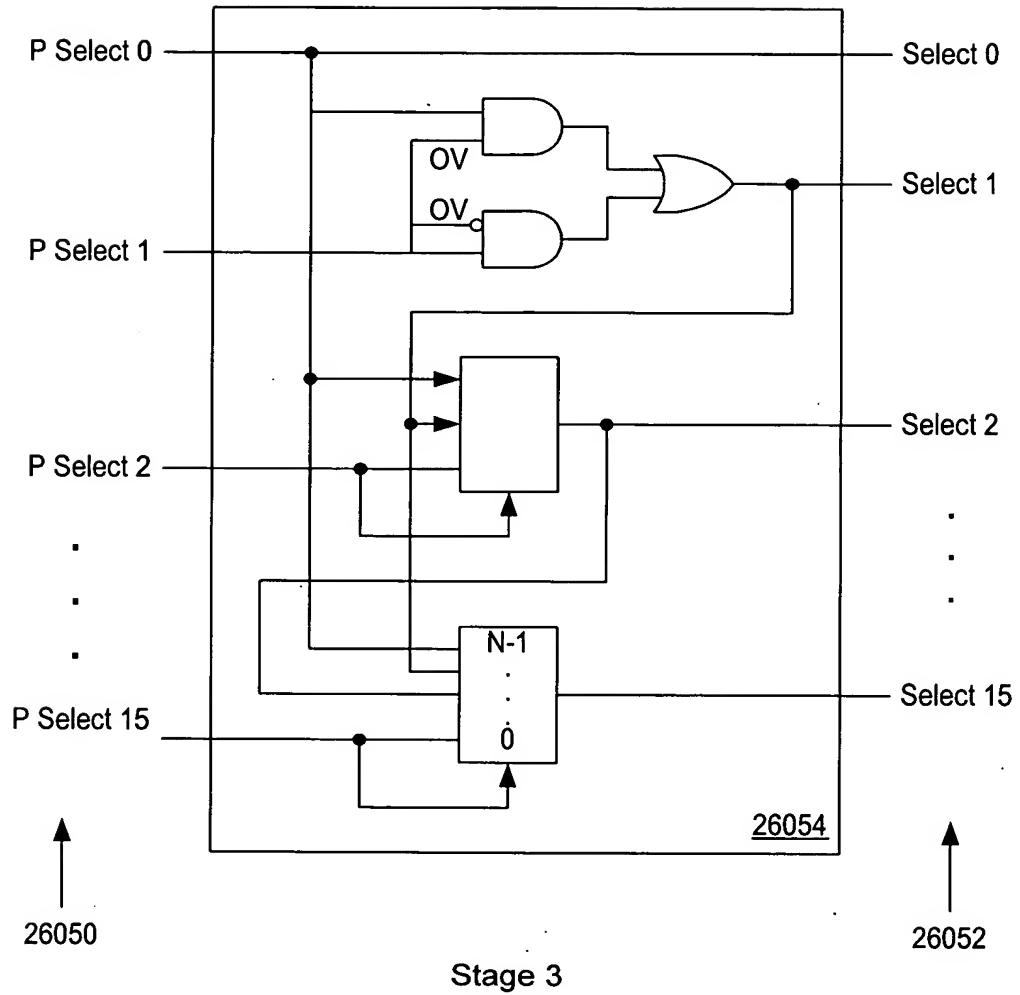 P Select 0
Select 0
OV
Select 1
OV
P Select 1
Select 2
P Select 2
N-1
Select 15
P Select 15
0
26054
26050
26052
Stage 3